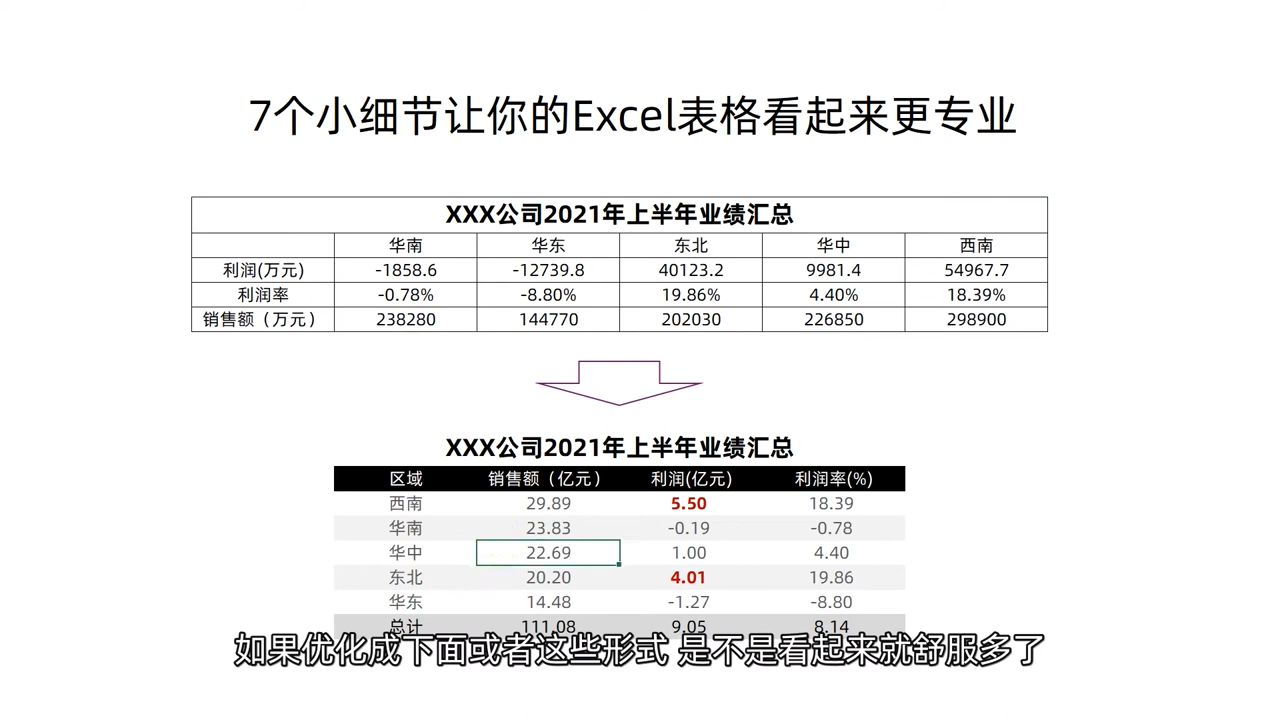 7个小细节让你的Excel表格看起来更专业
XXX公司2021年上半年业绩汇总
华南 华东 东北 华中 西南
利润(万元) -1858.6 -12739.8 40123.2 9981.4 54967.7
利润率 -0.78% -8.80% 19.86% 4.40% 18.39%
销售额（万元） 238280 144770 202030 226850 298900
XXX公司2021年上半年业绩汇总
区域 销售额（亿元） 利润(亿元) 利润率(%)
西南 29.89 5.50 18.39
华南 23.83 -0.19 -0.78
华中 22.69 1.00 4.40
东北 20.20 4.01 19.86
华东 14.48 -1.27 -8.80
总计 111.08 9.05 8.14
如果优化成下面或者这些形式 是不是看起来就舒服多了